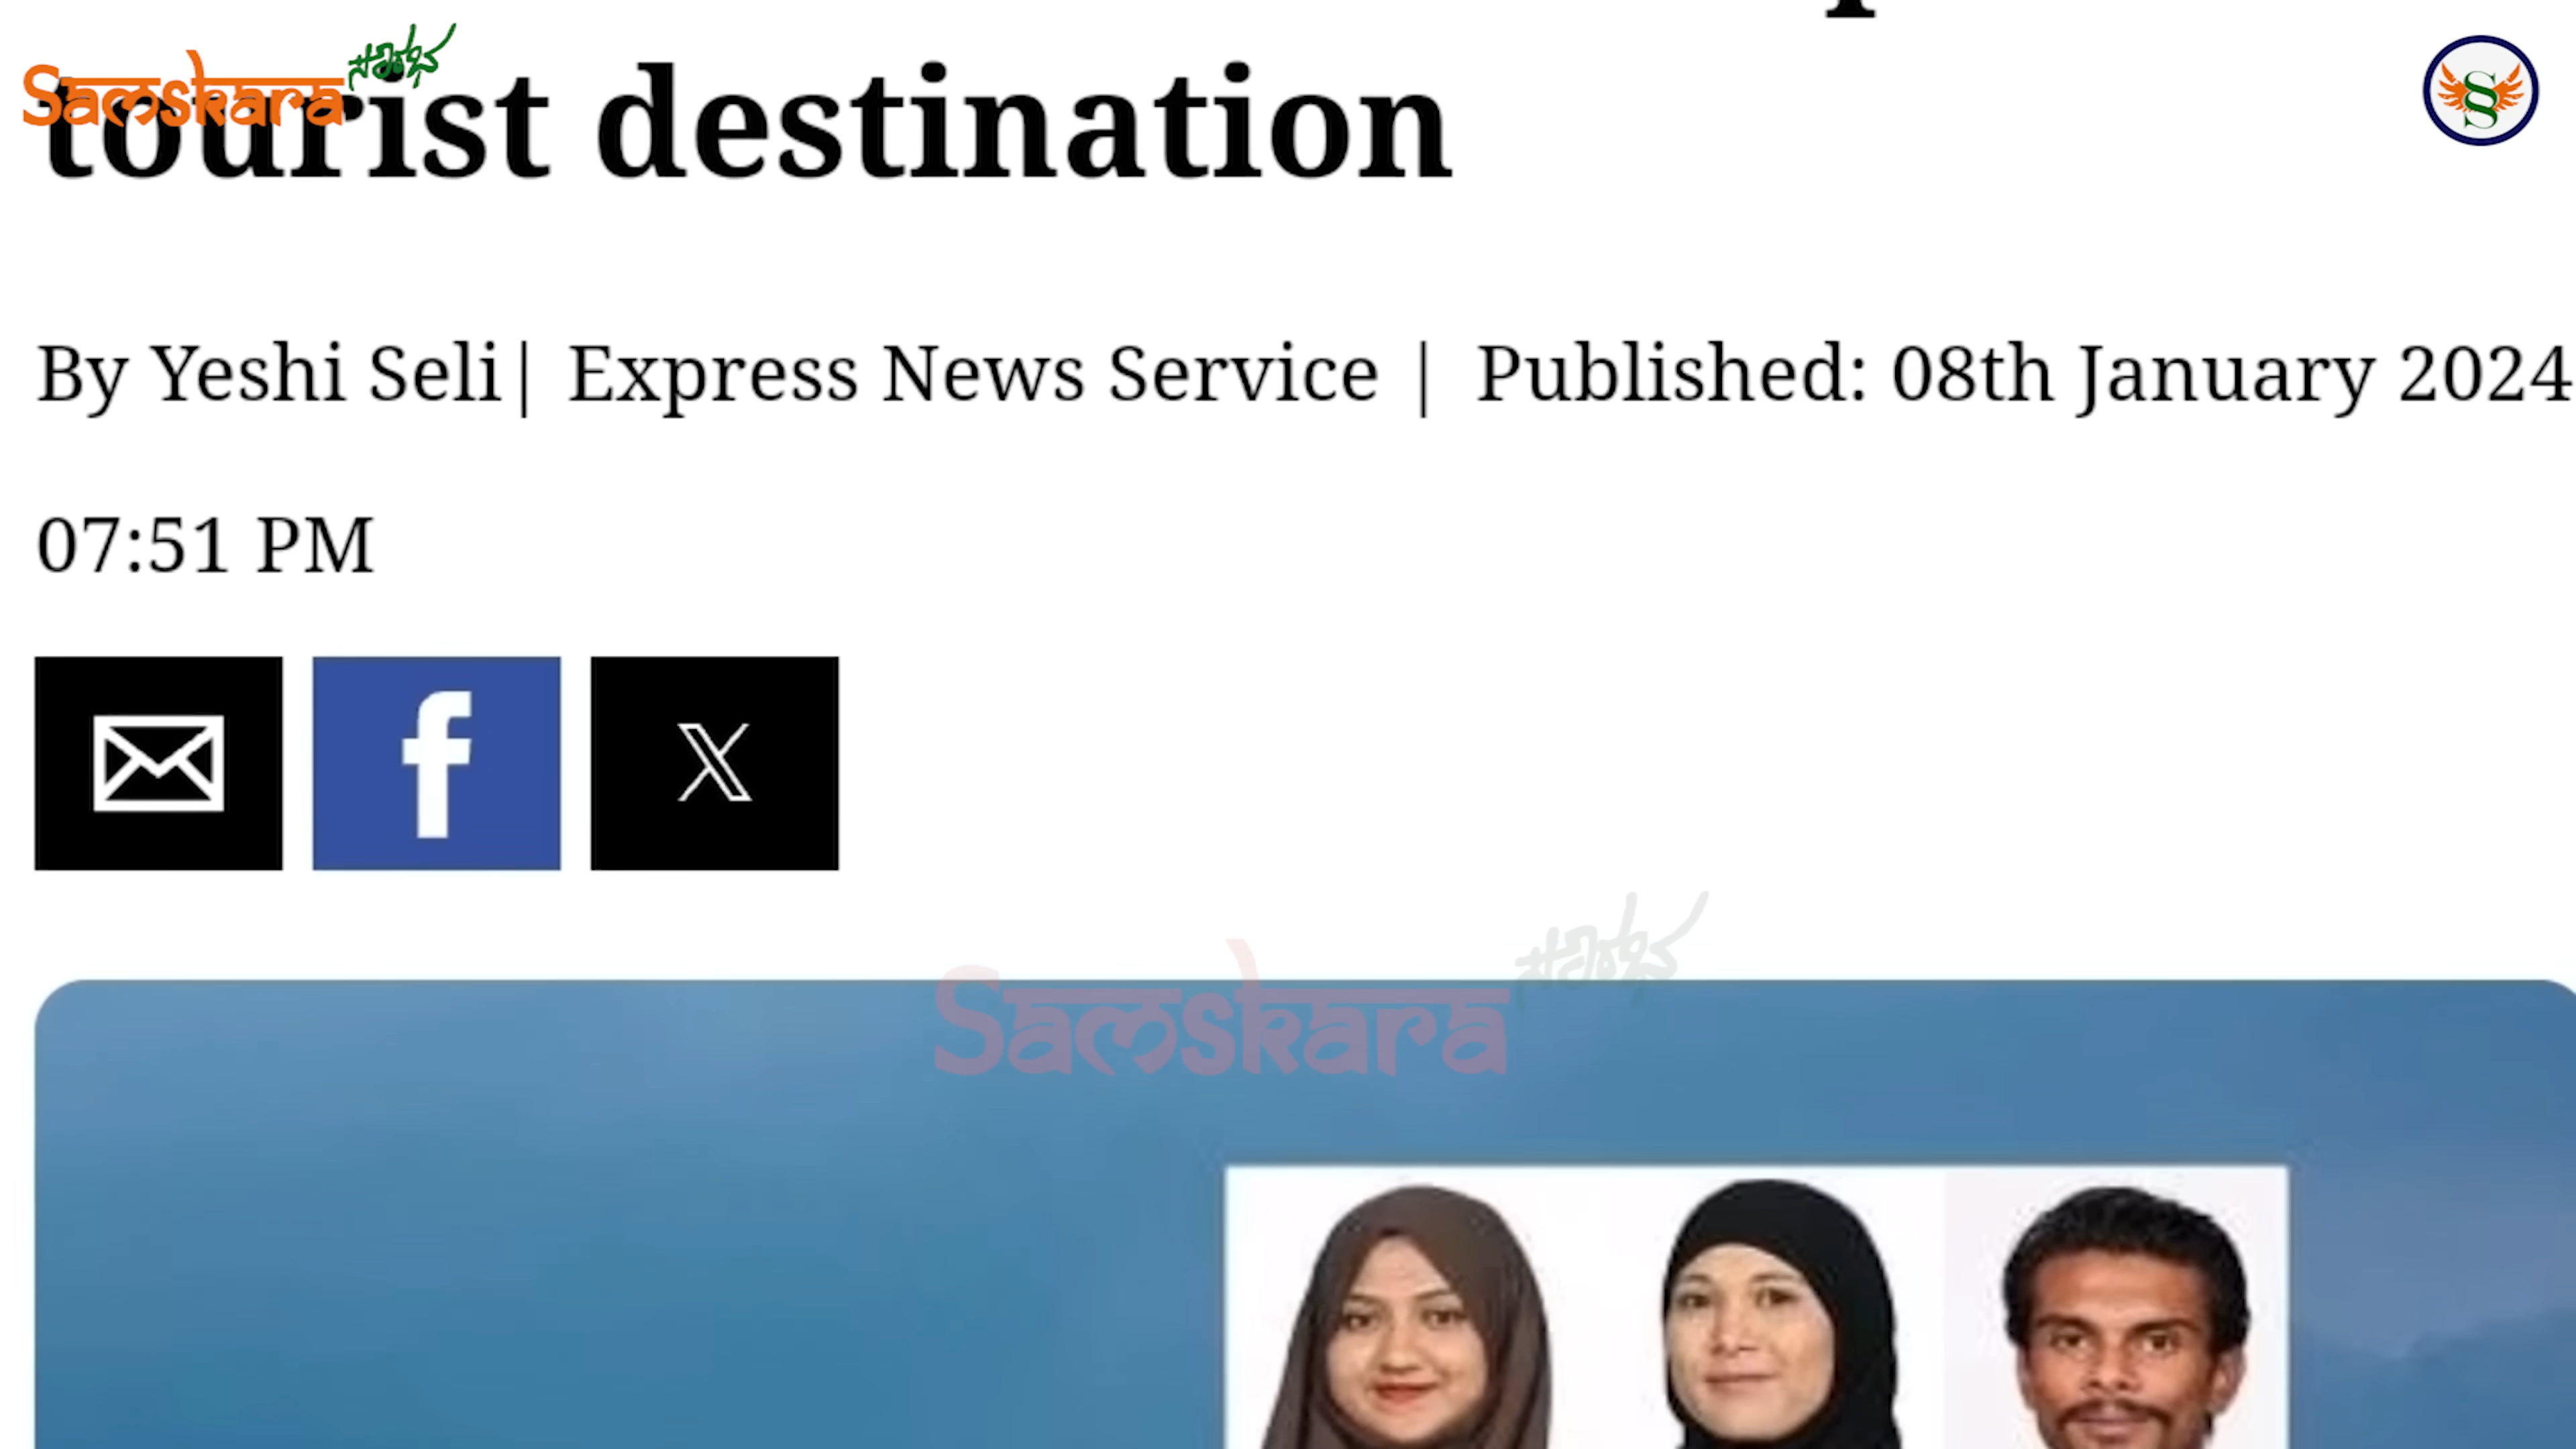 Samskara
tourist destination
By Yeshi Seli| Express News Service | Published: 08th January 2024
07:51 PM
f
X
Samskara